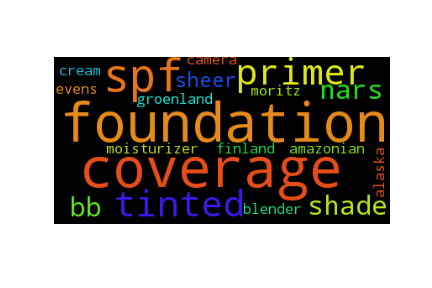 camera
cream spf sheer primer
evens groenland moritz nars
foundation
moisturizer finland amazonian
coverage alaska
bb tinted blender shade